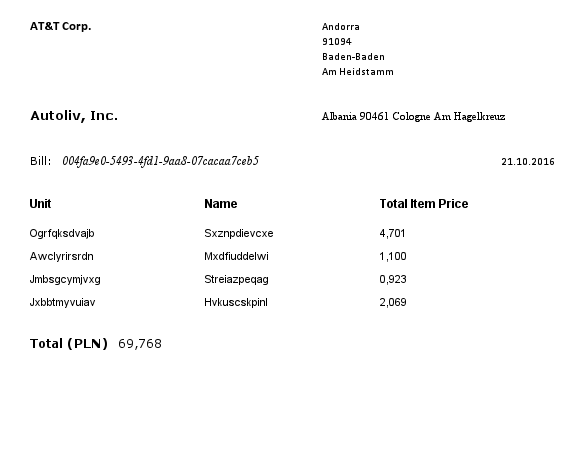 AT&T Corp.
Andorra
91094
Baden-Baden
Am Heidstamm
Autoliv, Inc.
Albania 90461 Cologne Am Hagelkreuz
Bill: 004fa9e0-5493-4fd1-9aa8-07cacaa7ceb5
21.10.2016
Unit Name Total Item Price
Ogrfqksdvajb Sxznpdievcxe 4,701
Awclyrirsrdn Mxdfiuddelwi 1,100
Jmbsgcymjvxg Streiazpeqag 0,923
Jxbbtmyvuiav Hvkuscskpinl 2,069
Total (PLN) 69,768